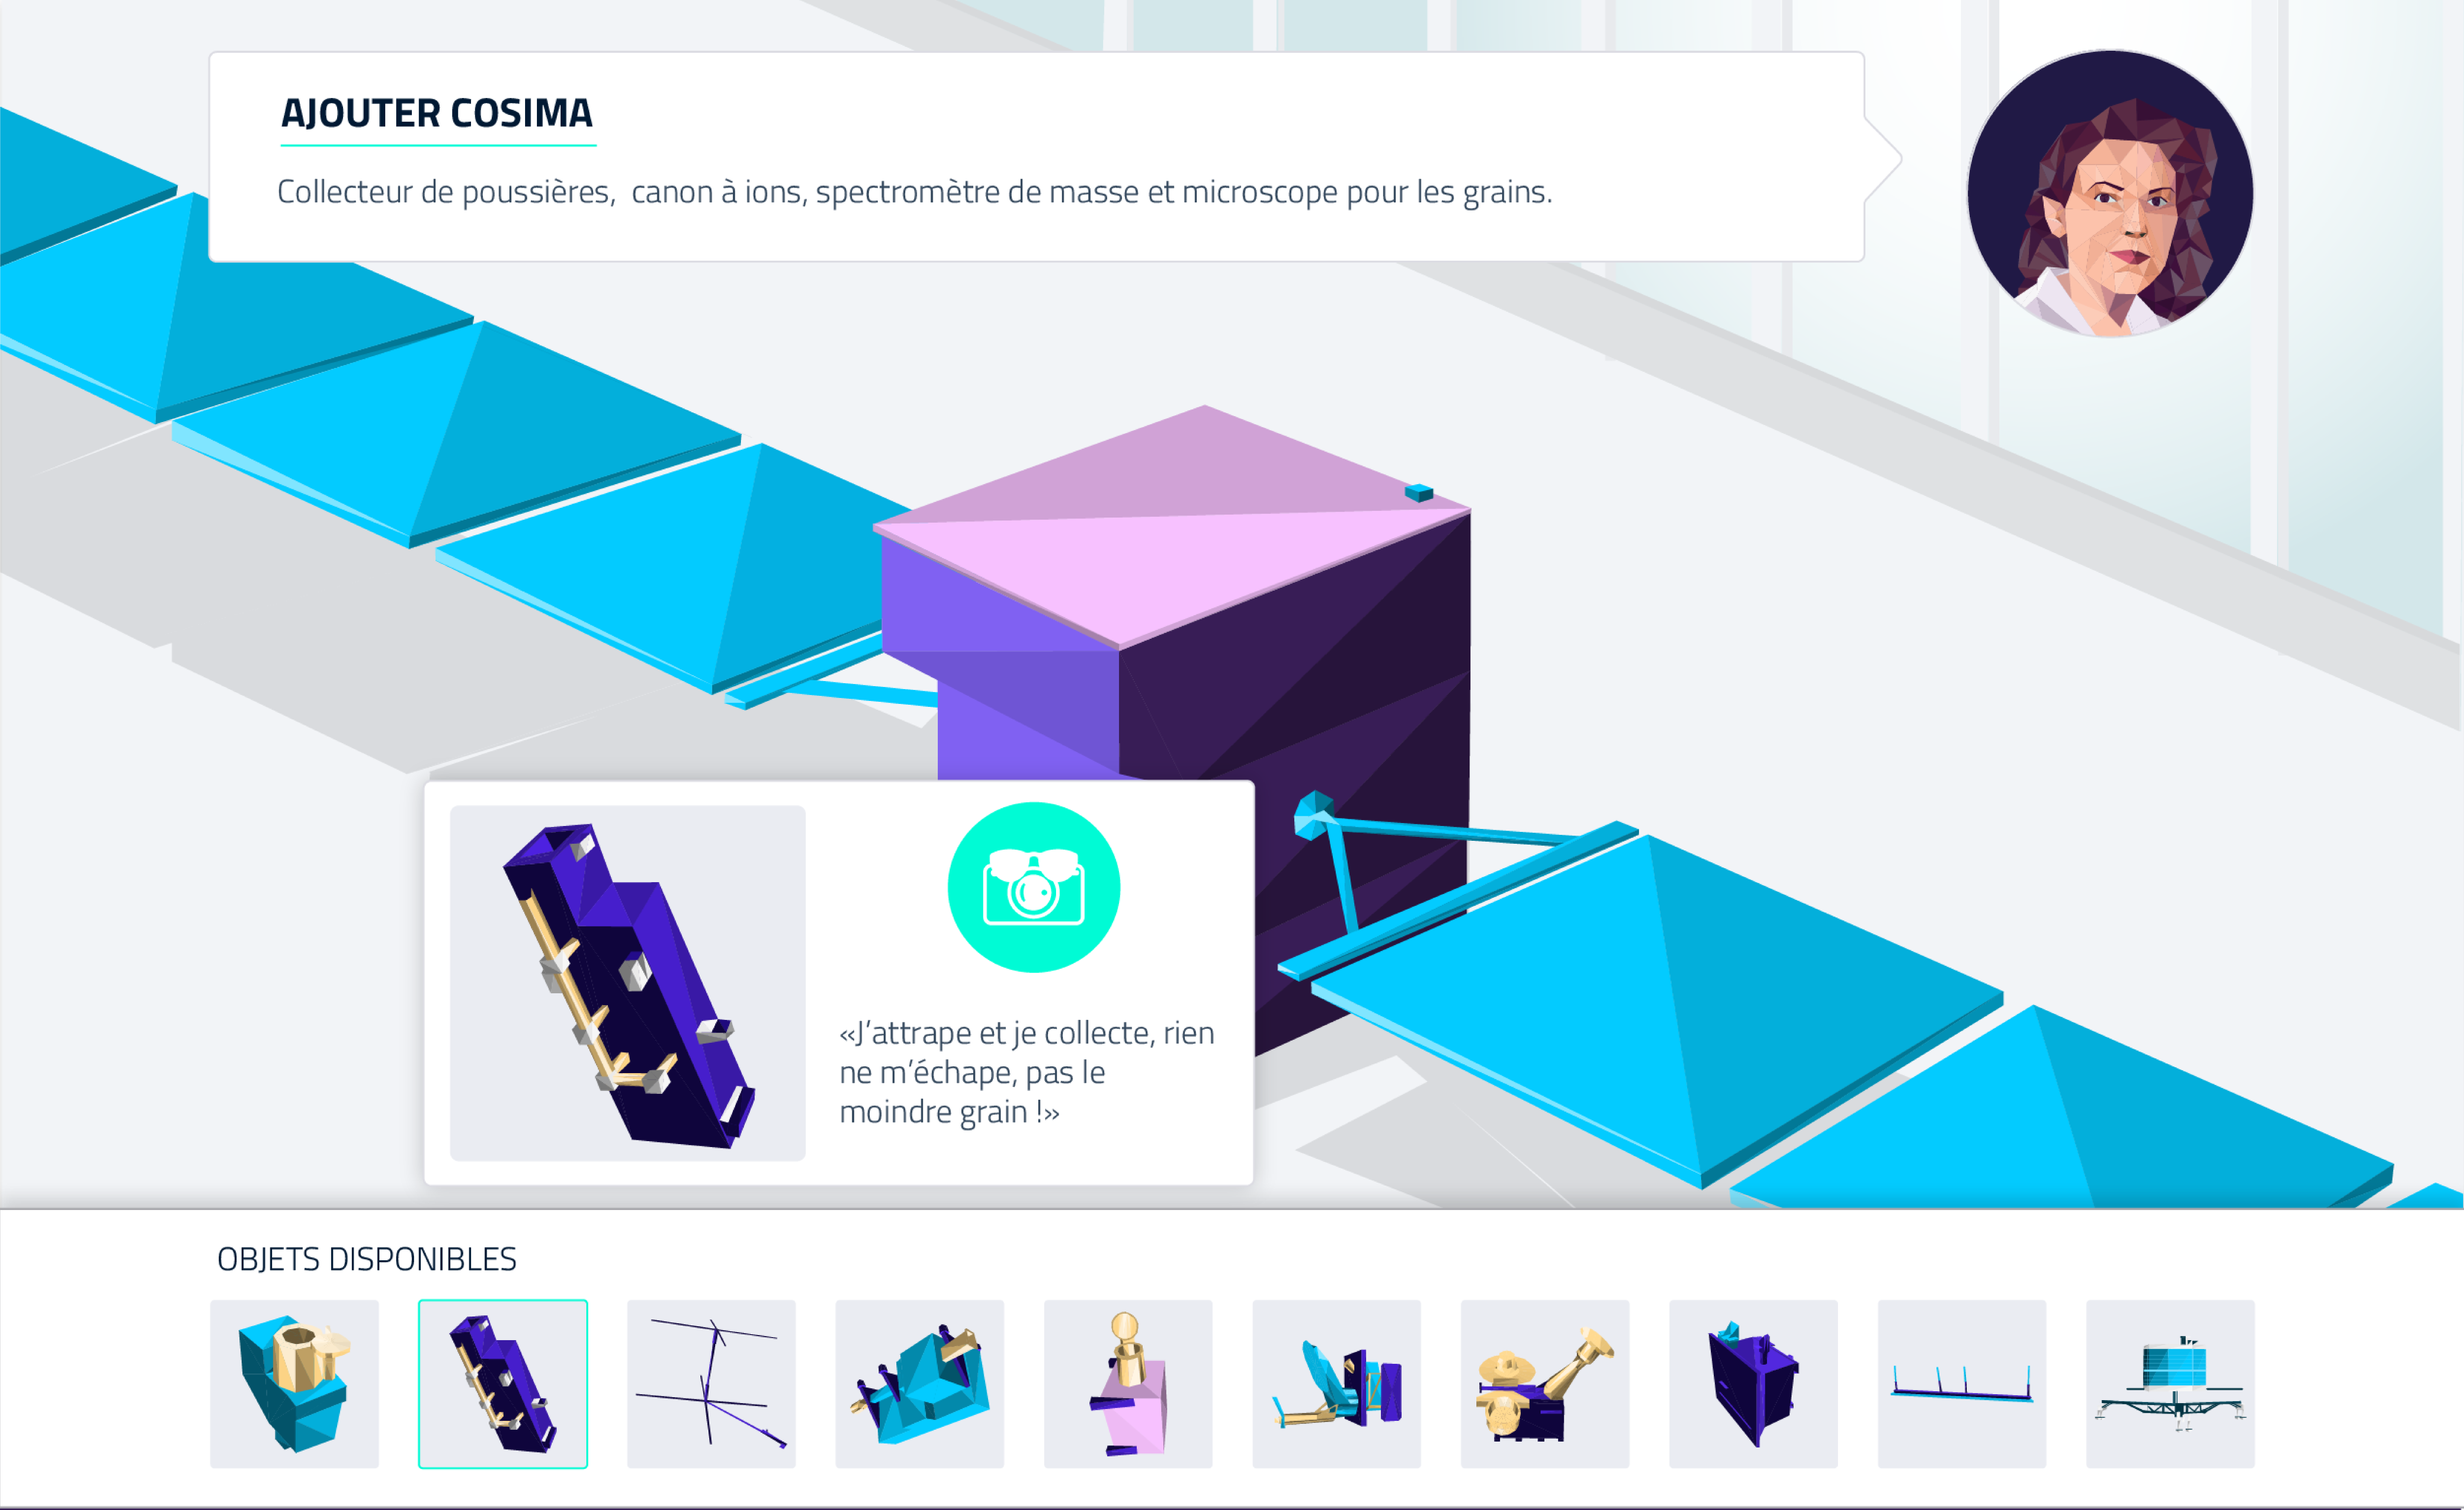 AJOUTER COSIMA
Collecteur de poussières,  canon à ions, spectromètre de masse et microscope pour les grains.
«J’attrape et je collecte, rien
ne m’échape, pas le
moindre grain !»
OBJETS DISPONIBLES